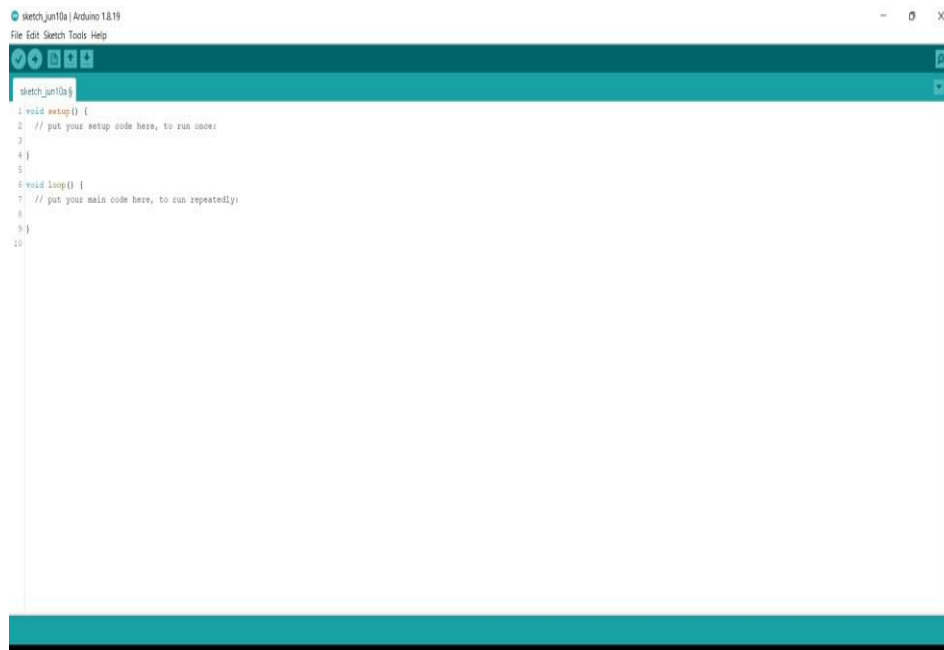 sketch_jun10a | Arduino 1.8.19
File Edit Sketch Tools Help
sketch_jun10a §
1 void setup() {
2 // put your setup code here, to run once:
3
4 }
5
6 void loop() {
7 // put your main code here, to run repeatedly:
8
9 }
10